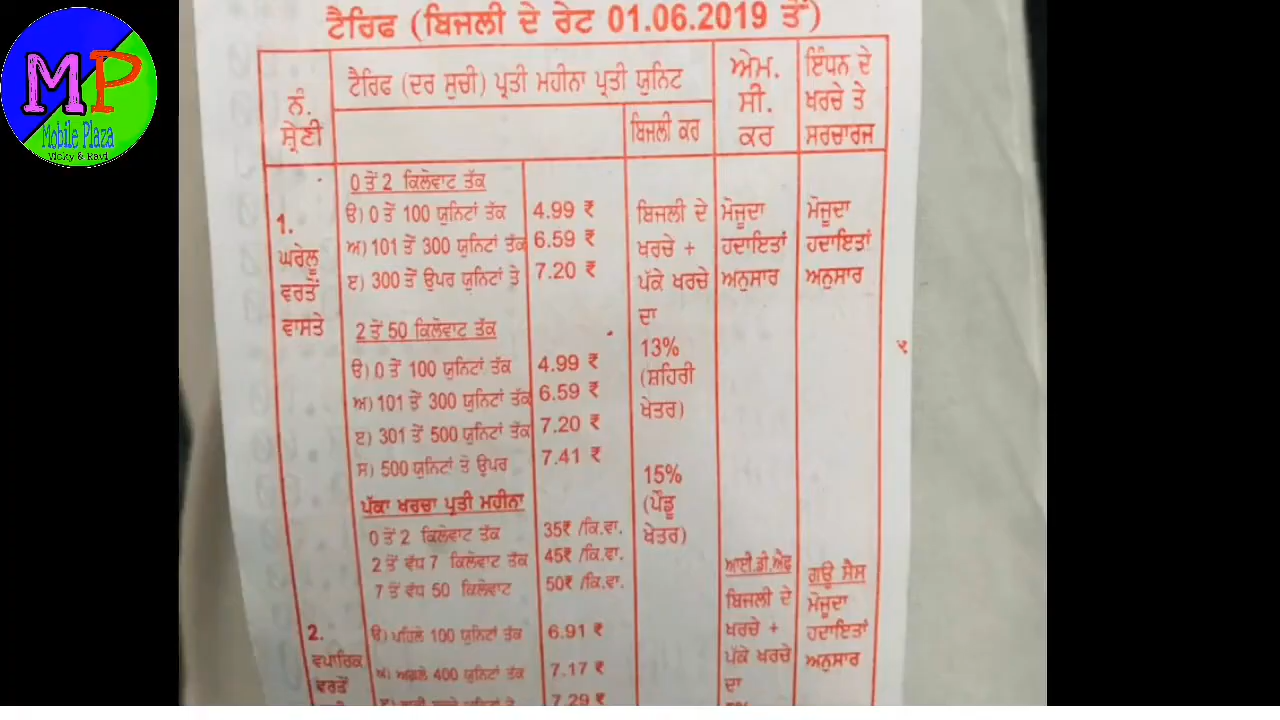 MP
Mobile Plaza
Vicky & Ravi
ਟੈਰਿਫ (ਬਿਜਲੀ ਦੇ ਰੇਟ 01.06.2019 ਤੋਂ)
ਨੰ.
ਸ਼੍ਰੇਣੀ
ਟੈਰਿਫ (ਦਰ ਸੂਚੀ) ਪ੍ਰਤੀ ਮਹੀਨਾ ਪ੍ਰਤੀ ਯੂਨਿਟ
ਬਿਜਲੀ ਕਰ
ਐਮ.
ਸੀ.
ਕਰ
ਇੰਧਨ ਦੇ
ਖਰਚੇ ਤੇ
ਸਰਚਾਰਜ
1.
ਘਰੇਲੂ
ਵਰਤੋਂ
ਵਾਸਤੇ
0 ਤੋਂ 2 ਕਿਲੋਵਾਟ ਤੱਕ
ੳ) 0 ਤੋਂ 100 ਯੂਨਿਟਾਂ ਤੱਕ 4.99 ₹
ਅ) 101 ਤੋਂ 300 ਯੂਨਿਟਾਂ ਤੱਕ 6.59 ₹
ੲ) 300 ਤੋਂ ਉਪਰ ਯੂਨਿਟਾਂ ਤੇ 7.20 ₹
2 ਤੋਂ 50 ਕਿਲੋਵਾਟ ਤੱਕ
ੳ) 0 ਤੋਂ 100 ਯੂਨਿਟਾਂ ਤੱਕ 4.99 ₹
ਅ) 101 ਤੋਂ 300 ਯੂਨਿਟਾਂ ਤੱਕ 6.59 ₹
ੲ) 301 ਤੋਂ 500 ਯੂਨਿਟਾਂ ਤੱਕ 7.20 ₹
ਸ) 500 ਯੂਨਿਟਾਂ ਤੋਂ ਉਪਰ 7.41 ₹
ਪੱਕਾ ਖਰਚਾ ਪ੍ਰਤੀ ਮਹੀਨਾ
0 ਤੋਂ 2 ਕਿਲੋਵਾਟ ਤੱਕ 35₹ /ਕਿ.ਵਾ.
2 ਤੋਂ ਵੱਧ 7 ਕਿਲੋਵਾਟ ਤੱਕ 45₹ /ਕਿ.ਵਾ.
7 ਤੋਂ ਵੱਧ 50 ਕਿਲੋਵਾਟ 50₹ /ਕਿ.ਵਾ.
ਬਿਜਲੀ ਦੇ
ਖਰਚੇ +
ਪੱਕੇ ਖਰਚੇ
ਦਾ
13%
(ਸ਼ਹਿਰੀ
ਖੇਤਰ)
15%
(ਪੇਂਡੂ
ਖੇਤਰ)
ਮੌਜੂਦਾ
ਹਦਾਇਤਾਂ
ਅਨੁਸਾਰ
ਮੌਜੂਦਾ
ਹਦਾਇਤਾਂ
ਅਨੁਸਾਰ
2.
ਵਪਾਰਿਕ
ਵਰਤੋਂ
ੳ) ਪਹਿਲੇ 100 ਯੂਨਿਟਾਂ ਤੱਕ 6.91 ₹
ਅ) ਅਗਲੇ 400 ਯੂਨਿਟਾਂ ਤੱਕ 7.17 ₹
7.29 ₹
ਆਈ.ਡੀ.ਐਫ
ਬਿਜਲੀ ਦੇ
ਖਰਚੇ +
ਪੱਕੇ ਖਰਚੇ
ਦਾ
ਗਊ ਸੈਸ
ਮੌਜੂਦਾ
ਹਦਾਇਤਾਂ
ਅਨੁਸਾਰ